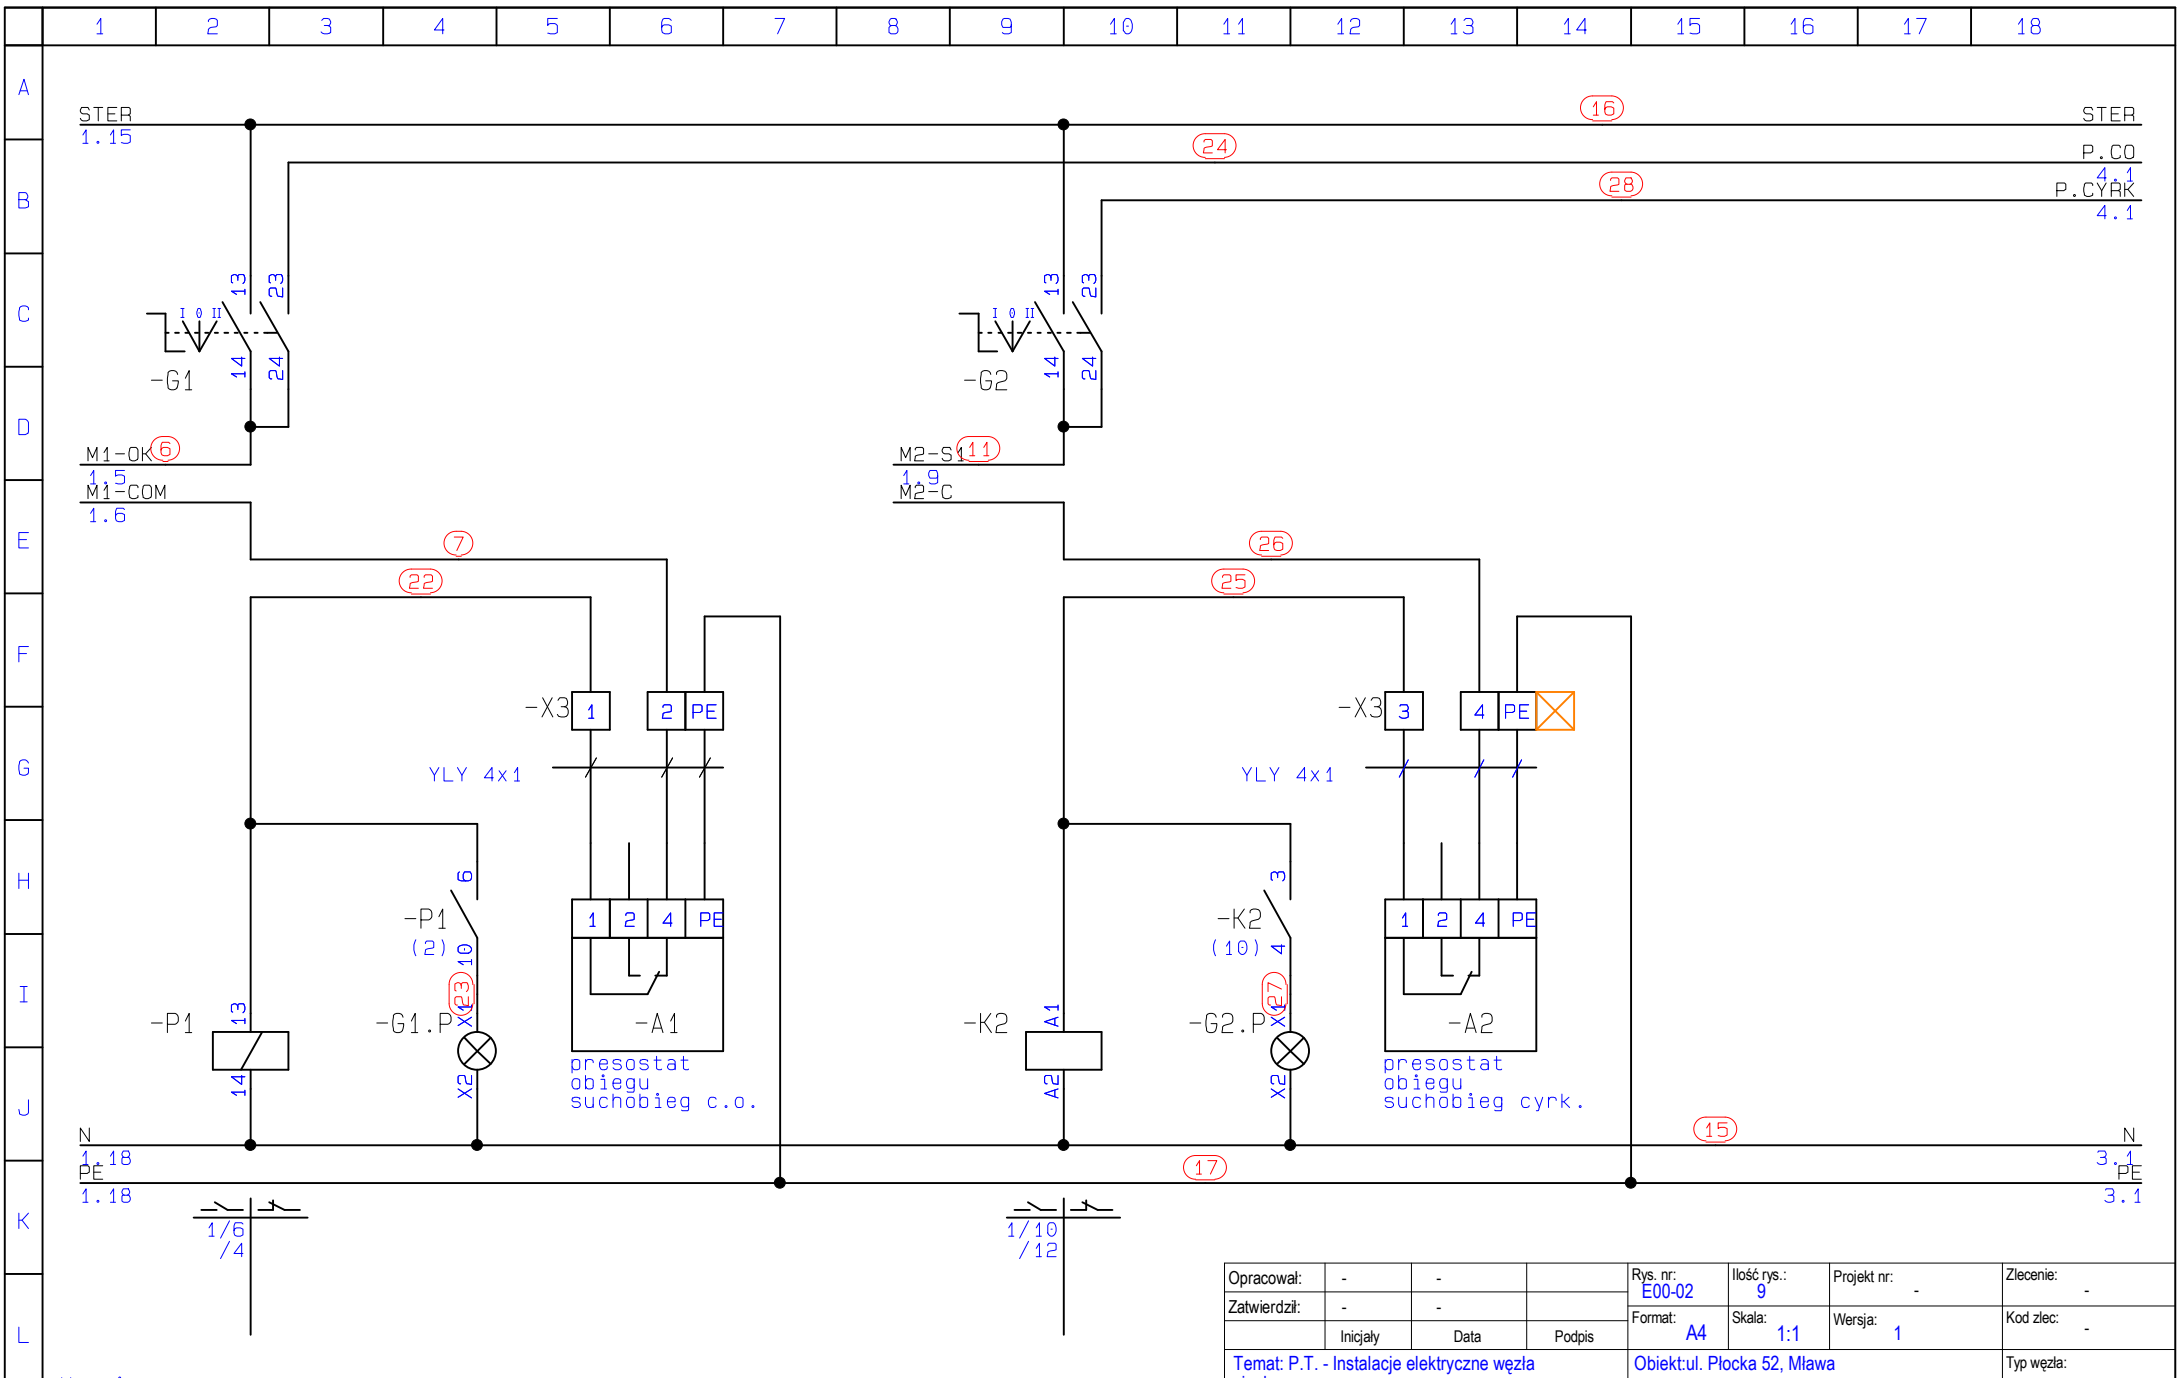 1 2 3 4 5 6 7 8 9 10 11 12 13 14 15 16 17 18
A
STER 16 STER
1.15
24 P.CO
4.1
B 28 P.CYRK
4.1
13 23 13 23
C I 0 II I 0 II
14 24 14 24
-G1 -G2
D
M1-OK 6 M2-S1 11
1.5 1.9
M1-COM M2-C
1.6
E 7 26
22 25
F
-X3 1 2 PE -X3 3 4 PE
G YLY 4x1 YLY 4x1
H 6 3
-P1 1 2 4 PE -K2 1 2 4 PE
(2) 10 (10) 4
I 23 27
13 X1 A1 X1
-P1 -G1.P -A1 -K2 -G2.P -A2
presostat presostat
14 X2 obiegu A2 X2 obiegu
J suchobieg c.o. suchobieg cyrk.
N 15 N
1.18 3.1
PE 17 PE
1.18 3.1
K 1/6 1/10
/4 /12
L
Opracował: - - Rys. nr: Ilość rys.: Projekt nr: Zlecenie:
E00-02 9 - -
Zatwierdził: - - Format: Skala: Wersja: Kod zlec:
A4 1:1 1 -
Inicjały Data Podpis
Temat: P.T. - Instalacje elektryczne węzła Obiekt:ul. Płocka 52, Mława Typ węzła: